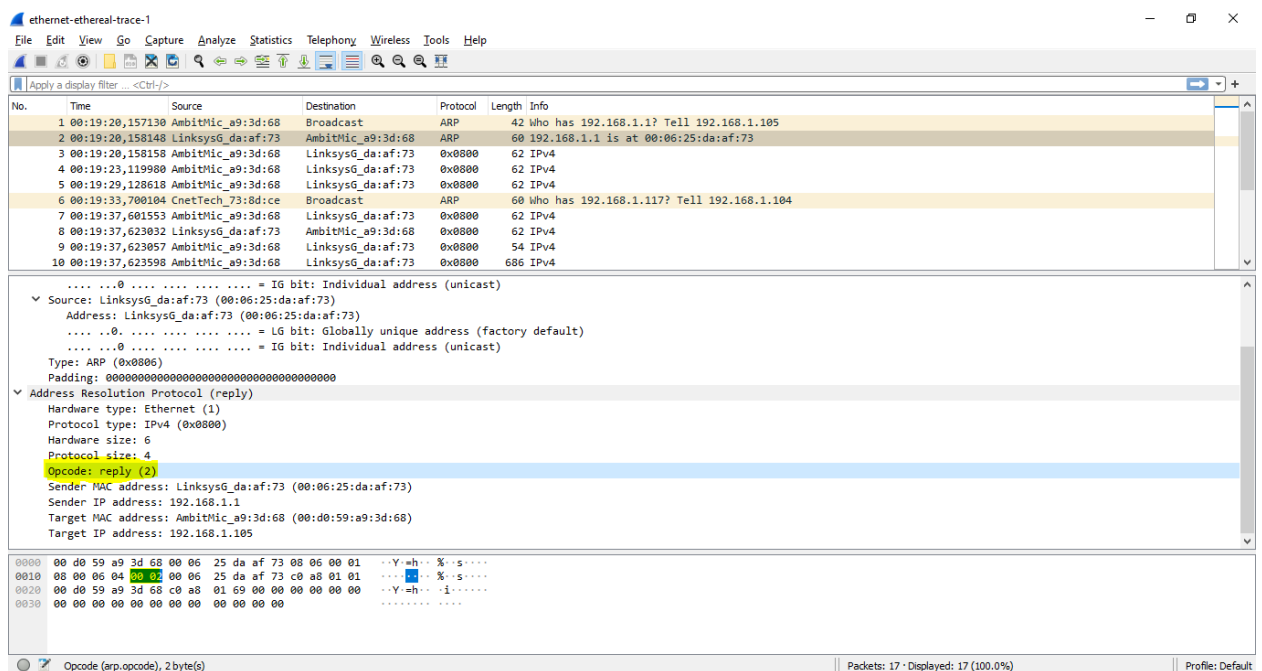 ethernet-ethereal-trace-1
File Edit View Go Capture Analyze Statistics Telephony Wireless Tools Help
Apply a display filter ... <Ctrl-/>
No. Time Source Destination Protocol Length Info
1 00:19:20,157130 AmbitMic_a9:3d:68 Broadcast ARP 42 Who has 192.168.1.1? Tell 192.168.1.105
2 00:19:20,158148 LinksysG_da:af:73 AmbitMic_a9:3d:68 ARP 60 192.168.1.1 is at 00:06:25:da:af:73
3 00:19:20,158158 AmbitMic_a9:3d:68 LinksysG_da:af:73 0x0800 62 IPv4
4 00:19:23,119980 AmbitMic_a9:3d:68 LinksysG_da:af:73 0x0800 62 IPv4
5 00:19:29,128618 AmbitMic_a9:3d:68 LinksysG_da:af:73 0x0800 62 IPv4
6 00:19:33,700104 CnetTech_73:8d:ce Broadcast ARP 60 Who has 192.168.1.117? Tell 192.168.1.104
7 00:19:37,601553 AmbitMic_a9:3d:68 LinksysG_da:af:73 0x0800 62 IPv4
8 00:19:37,623032 LinksysG_da:af:73 AmbitMic_a9:3d:68 0x0800 62 IPv4
9 00:19:37,623057 AmbitMic_a9:3d:68 LinksysG_da:af:73 0x0800 54 IPv4
10 00:19:37,623598 AmbitMic_a9:3d:68 LinksysG_da:af:73 0x0800 686 IPv4
.... ...0 .... .... .... .... = IG bit: Individual address (unicast)
Source: LinksysG_da:af:73 (00:06:25:da:af:73)
Address: LinksysG_da:af:73 (00:06:25:da:af:73)
.... ..0. .... .... .... .... = LG bit: Globally unique address (factory default)
.... ...0 .... .... .... .... = IG bit: Individual address (unicast)
Type: ARP (0x0806)
Padding: 000000000000000000000000000000000000
Address Resolution Protocol (reply)
Hardware type: Ethernet (1)
Protocol type: IPv4 (0x0800)
Hardware size: 6
Protocol size: 4
Opcode: reply (2)
Sender MAC address: LinksysG_da:af:73 (00:06:25:da:af:73)
Sender IP address: 192.168.1.1
Target MAC address: AmbitMic_a9:3d:68 (00:d0:59:a9:3d:68)
Target IP address: 192.168.1.105
0000 00 d0 59 a9 3d 68 00 06 25 da af 73 08 06 00 01 ··Y·=h·· %··s····
0010 08 00 06 04 00 02 00 06 25 da af 73 c0 a8 01 01 ········ %··s····
0020 00 d0 59 a9 3d 68 c0 a8 01 69 00 00 00 00 00 00 ··Y·=h·· ·i······
0030 00 00 00 00 00 00 00 00 00 00 00 00 ········ ····
Opcode (arp.opcode), 2 byte(s) Packets: 17 · Displayed: 17 (100.0%) Profile: Default